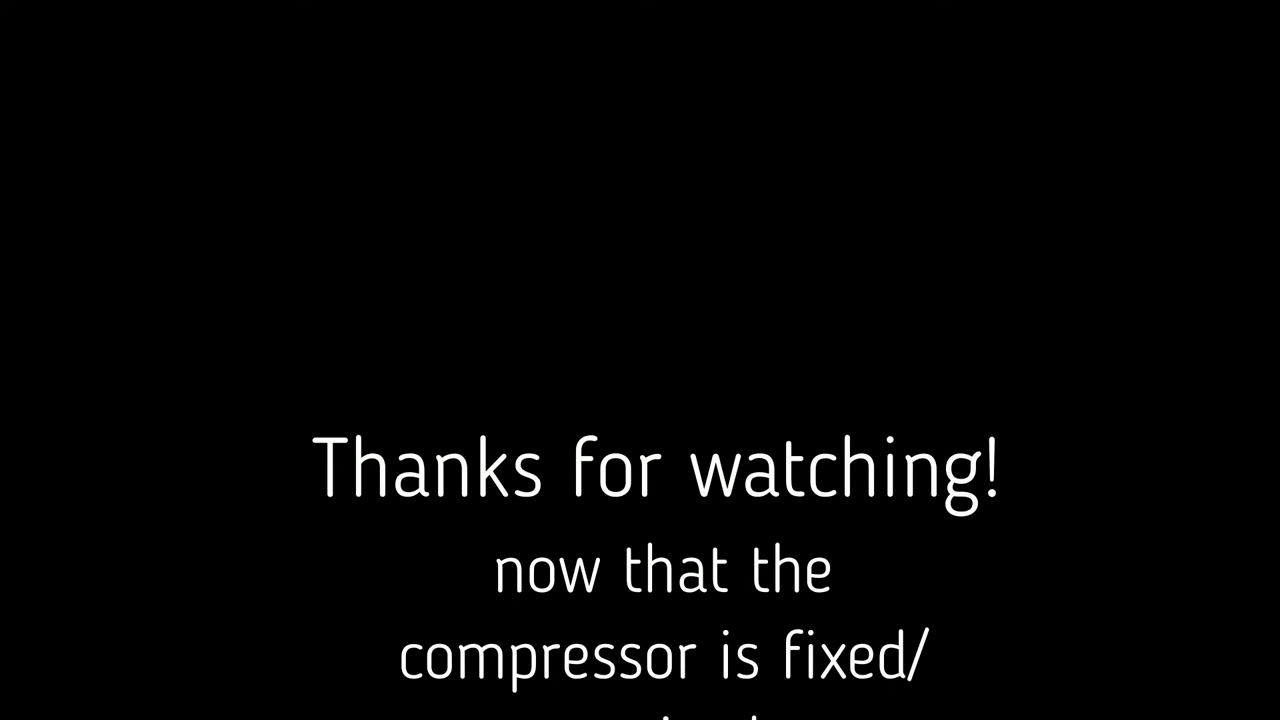 Thanks for watching!
now that the
compressor is fixed/